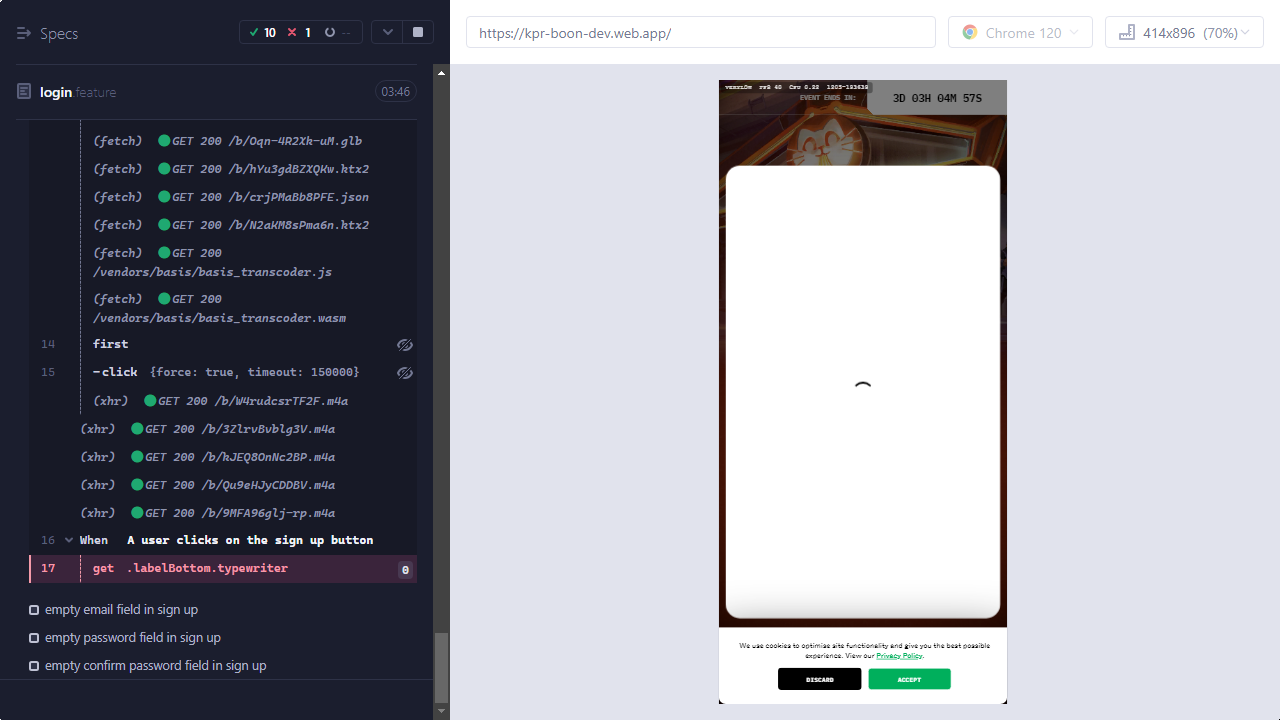 Specs
10
1
--
https://kpr-boon-dev.web.app/
Chrome 120
414x896 (70%)
login feature
03:46
(fetch) GET 200 /b/Oqn-4R2Xk-uM.glb
(fetch) GET 200 /b/hYu3gdBZXQKw.ktx2
(fetch) GET 200 /b/crjPMaBb8PFE.json
(fetch) GET 200 /b/N2aKM8sPma6n.ktx2
(fetch) GET 200
/vendors/basis/basis_transcoder.js
(fetch) GET 200
/vendors/basis/basis_transcoder.wasm
14 first
15 -click {force: true, timeout: 150000}
(xhr) GET 200 /b/W4rudcsrTF2F.m4a
(xhr) GET 200 /b/3ZlrvBvblg3V.m4a
(xhr) GET 200 /b/kJEQ8OnNc2BP.m4a
(xhr) GET 200 /b/Qu9eHJyCDDBV.m4a
(xhr) GET 200 /b/9MFA96glj-rp.m4a
16 When A user clicks on the sign up button
17 get .labelBottom.typewriter 0
empty email field in sign up
empty password field in sign up
empty confirm password field in sign up
FPS 40 CPU 0.22 1203-193639
EVENT ENDS IN:
3D 03H 04M 57S
We use cookies to optimise site functionality and give you the best possible
experience. View our Privacy Policy.
DISCARD
ACCEPT